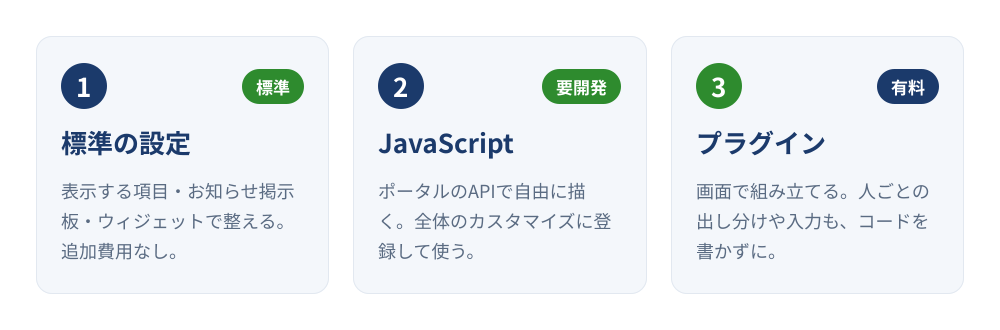 1
標準
標準の設定
表示する項目・お知らせ掲示
板・ウィジェットで整える。
追加費用なし。
2
要開発
JavaScript
ポータルのAPIで自由に描
く。全体のカスタマイズに登
録して使う。
3
有料
プラグイン
画面で組み立てる。人ごとの
出し分けや入力も、コードを
書かずに。